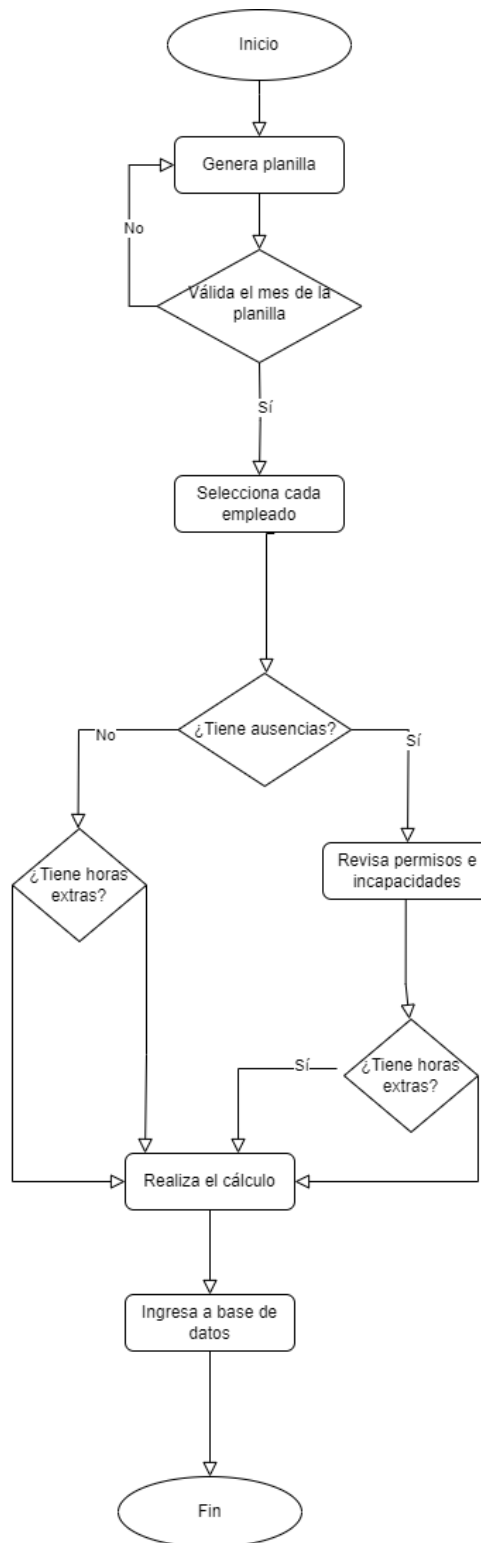 Inicio
Genera planilla
No
Válida el mes de la
planilla
Sí
Selecciona cada
empleado
¿Tiene ausencias?
No
Sí
¿Tiene horas
extras?
Revisa permisos e
incapacidades
Sí
¿Tiene horas
extras?
Realiza el cálculo
Ingresa a base de
datos
Fin